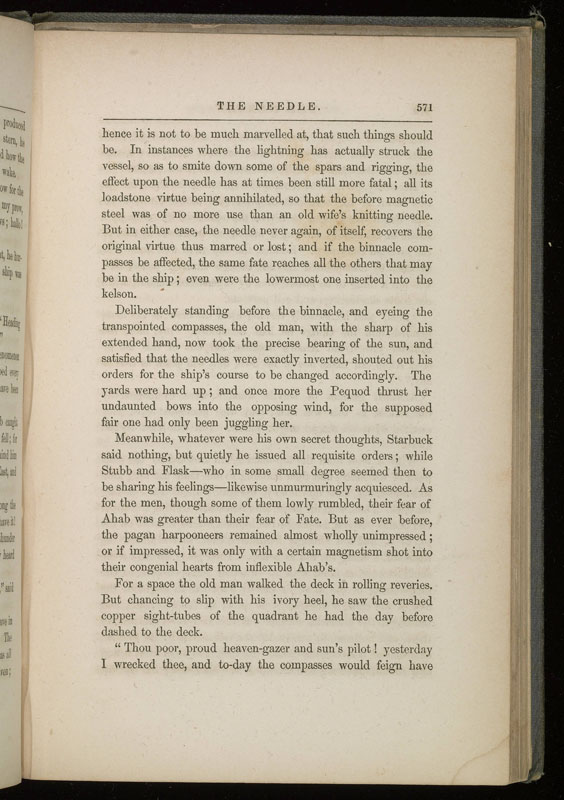 THE NEEDLE. 571
hence it is not to be much marvelled at, that such things should
be. In instances where the lightning has actually struck the
vessel, so as to smite down some of the spars and rigging, the
effect upon the needle has at times been still more fatal; all its
loadstone virtue being annihilated, so that the before magnetic
steel was of no more use than an old wife's knitting needle.
But in either case, the needle never again, of itself, recovers the
original virtue thus marred or lost; and if the binnacle com-
passes be affected, the same fate reaches all the others that may
be in the ship; even were the lowermost one inserted into the
kelson.
Deliberately standing before the binnacle, and eyeing the
transpointed compasses, the old man, with the sharp of his
extended hand, now took the precise bearing of the sun, and
satisfied that the needles were exactly inverted, shouted out his
orders for the ship's course to be changed accordingly. The
yards were hard up; and once more the Pequod thrust her
undaunted bows into the opposing wind, for the supposed
fair one had only been juggling her.
Meanwhile, whatever were his own secret thoughts, Starbuck
said nothing, but quietly he issued all requisite orders; while
Stubb and Flask—who in some small degree seemed then to
be sharing his feelings—likewise unmurmuringly acquiesced. As
for the men, though some of them lowly rumbled, their fear of
Ahab was greater than their fear of Fate. But as ever before,
the pagan harpooneers remained almost wholly unimpressed;
or if impressed, it was only with a certain magnetism shot into
their congenial hearts from inflexible Ahab's.
For a space the old man walked the deck in rolling reveries.
But chancing to slip with his ivory heel, he saw the crushed
copper sight-tubes of the quadrant he had the day before
dashed to the deck.
"Thou poor, proud heaven-gazer and sun's pilot! yesterday
I wrecked thee, and to-day the compasses would feign have